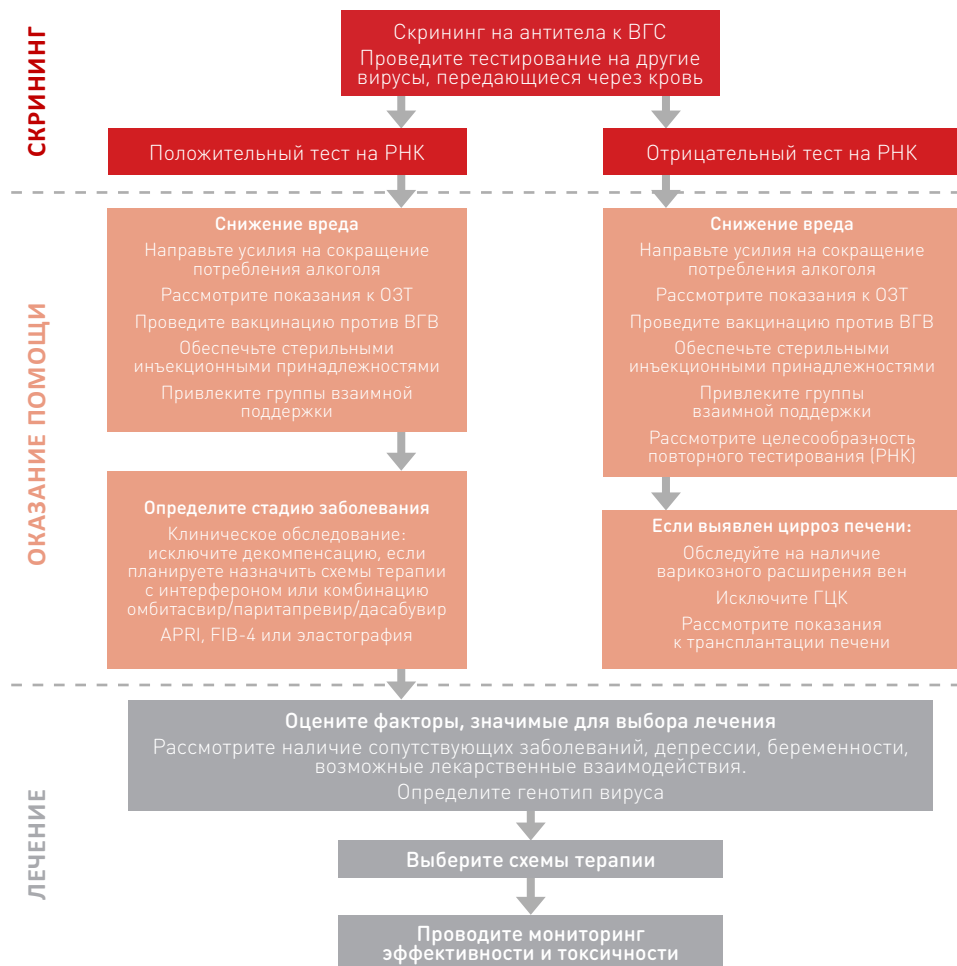 СКРИНИНГ
Скрининг на антитела к ВГС
Проведите тестирование на другие
вирусы, передающиеся через кровь
Положительный тест на РНК
Отрицательный тест на РНК
ОКАЗАНИЕ ПОМОЩИ
Снижение вреда
Направьте усилия на сокращение
потребления алкоголя
Рассмотрите показания к ОЗТ
Проведите вакцинацию против ВГВ
Обеспечьте стерильными
инъекционными принадлежностями
Привлеките группы взаимной
поддержки
Снижение вреда
Направьте усилия на сокращение
потребления алкоголя
Рассмотрите показания к ОЗТ
Проведите вакцинацию против ВГВ
Обеспечьте стерильными
инъекционными принадлежностями
Привлеките группы
взаимной поддержки
Рассмотрите целесообразность
повторного тестирования (РНК)
Определите стадию заболевания
Клиническое обследование:
исключите декомпенсацию, если
планируете назначить схемы терапии
с интерфероном или комбинацию
омбитасвир/паритапревир/дасабувир
APRI, FIB-4 или эластография
Если выявлен цирроз печени:
Обследуйте на наличие
варикозного расширения вен
Исключите ГЦК
Рассмотрите показания
к трансплантации печени
ЛЕЧЕНИЕ
Оцените факторы, значимые для выбора лечения
Рассмотрите наличие сопутствующих заболеваний, депрессии, беременности,
возможные лекарственные взаимодействия.
Определите генотип вируса
Выберите схемы терапии
Проводите мониторинг
эффективности и токсичности